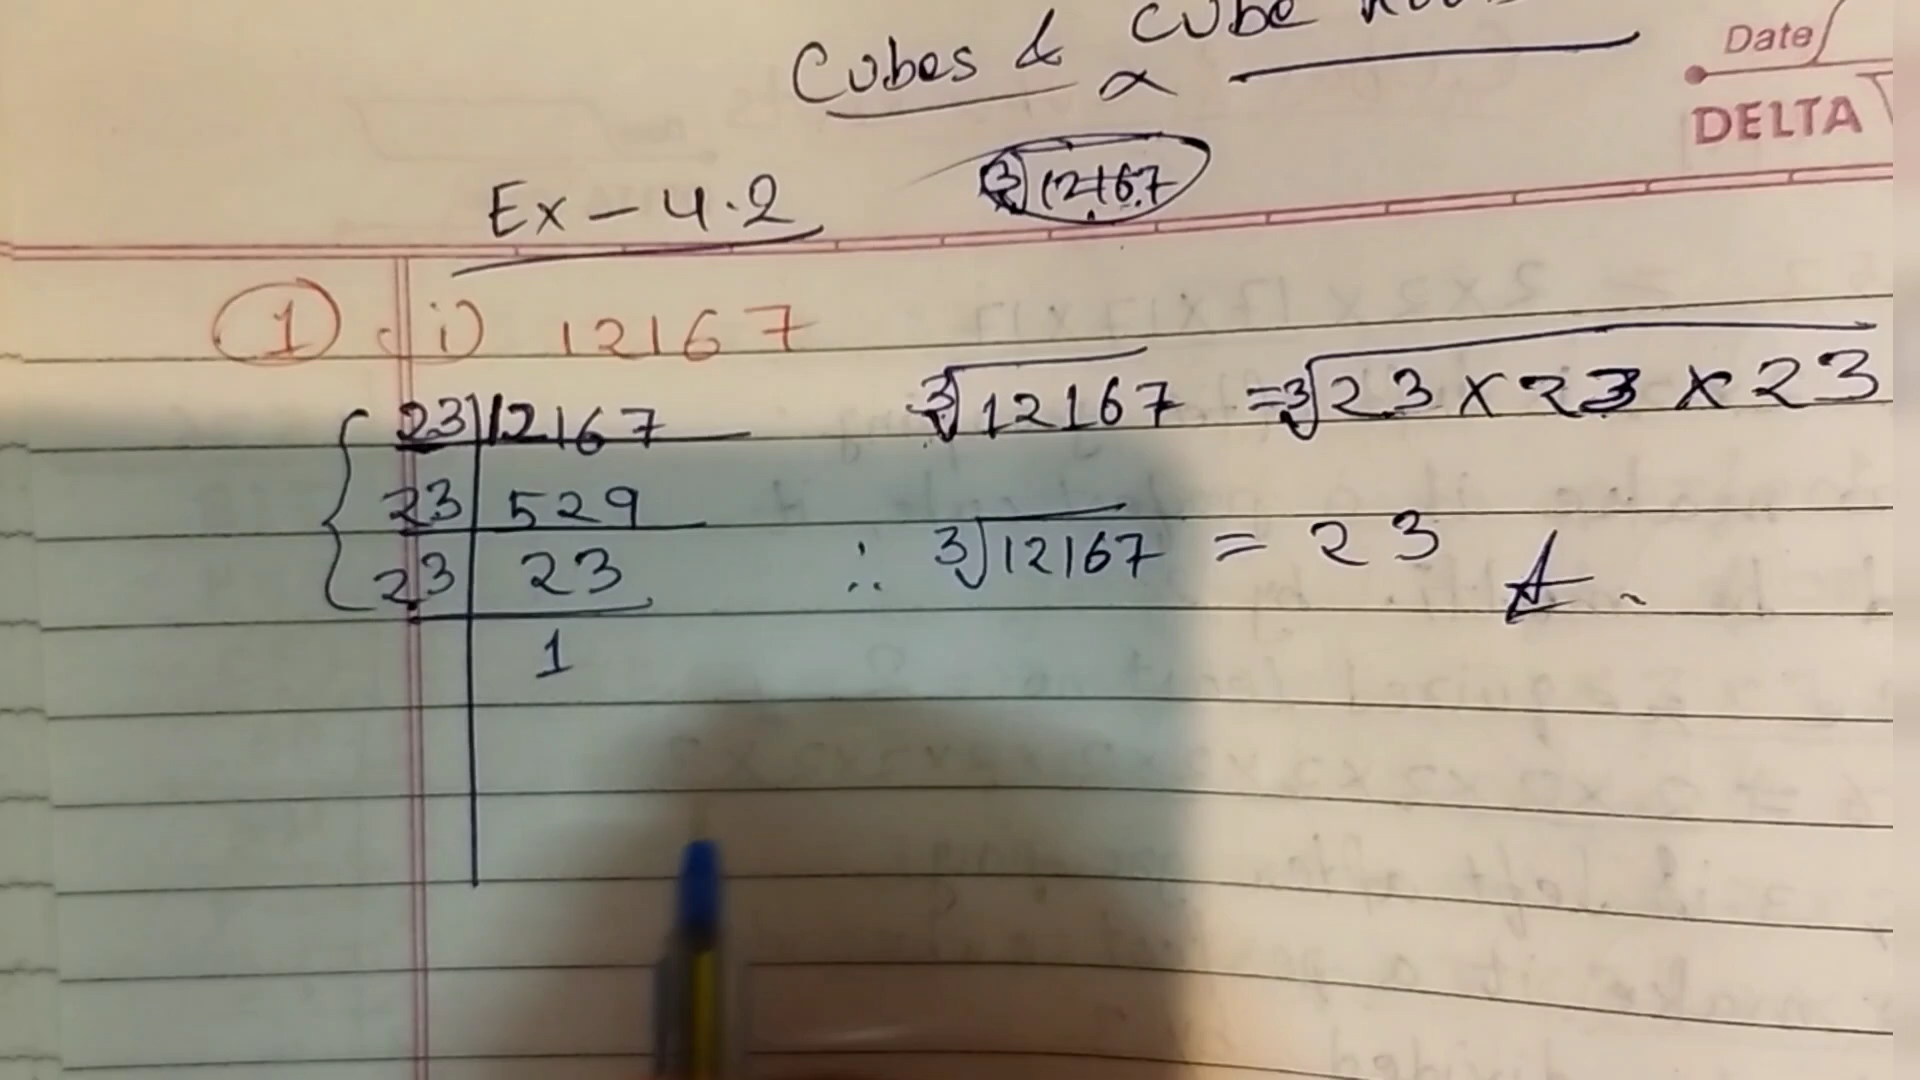 Cubes & Cube
Date
DELTA
Ex - 4.2 ∛12167
① i) 12167
23 | 12167 ∛12167 = ∛23 × 23 × 23
23 | 529
23 | 23 ∴ ∛12167 = 23
1